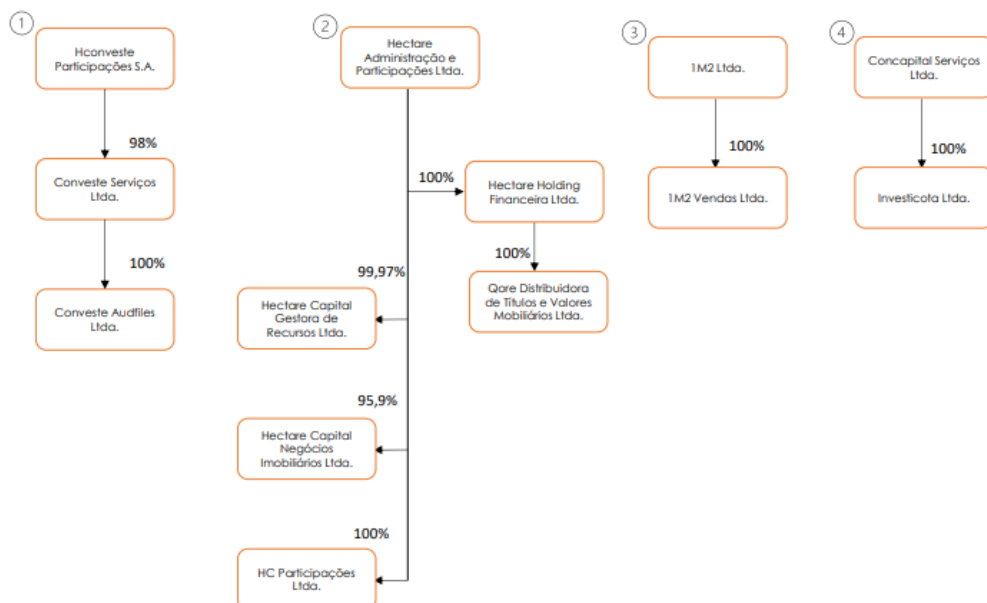 1
Hconveste
Participações S.A.
98%
Conveste Serviços
Ltda.
100%
Conveste Audfiles
Ltda.
2
Hectare
Administração e
Participações Ltda.
100%
Hectare Holding
Financeira Ltda.
100%
Qore Distribuidora
de Títulos e Valores
Mobiliários Ltda.
99,97%
Hectare Capital
Gestora de
Recursos Ltda.
95,9%
Hectare Capital
Negócios
Imobiliários Ltda.
100%
HC Participações
Ltda.
3
1M2 Ltda.
100%
1M2 Vendas Ltda.
4
Concapital Serviços
Ltda.
100%
Investicota Ltda.